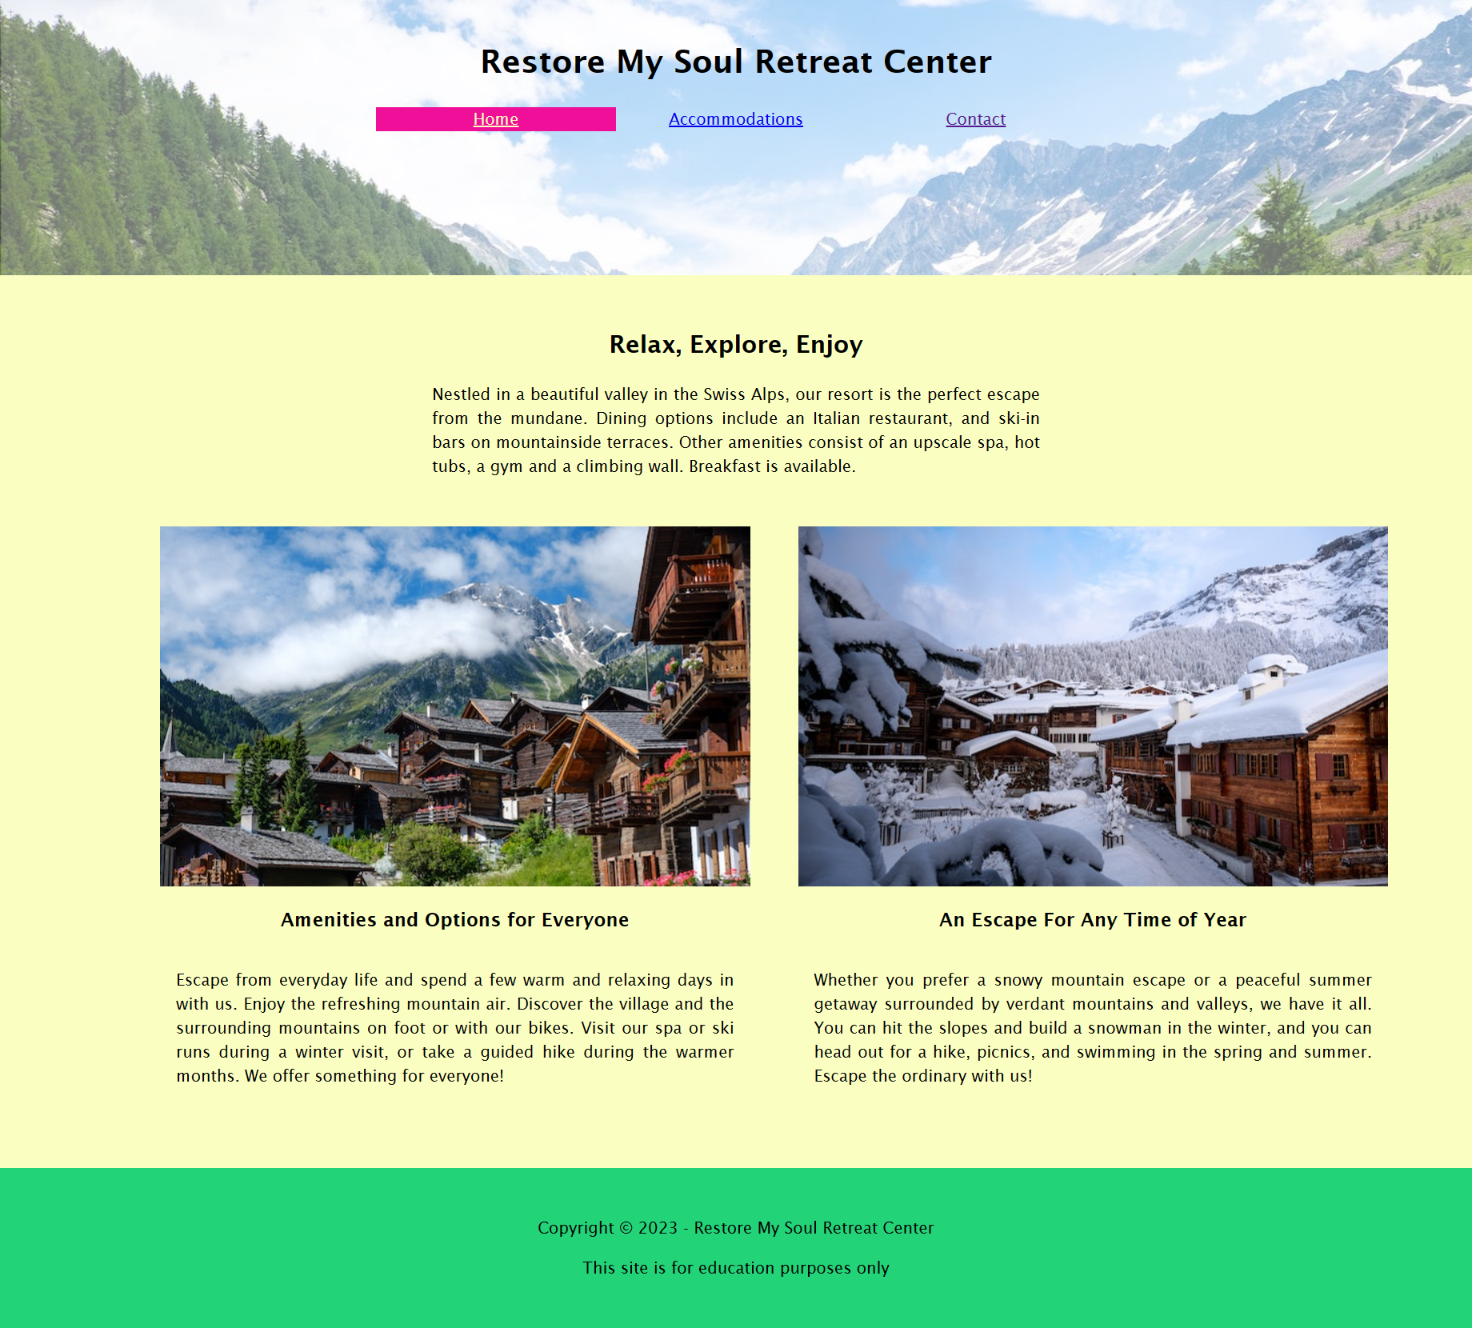 Restore My Soul Retreat Center
Home Accommodations Contact
Relax, Explore, Enjoy
Nestled in a beautiful valley in the Swiss Alps, our resort is the perfect escape
from the mundane. Dining options include an Italian restaurant, and ski-in
bars on mountainside terraces. Other amenities consist of an upscale spa, hot
tubs, a gym and a climbing wall. Breakfast is available.
Amenities and Options for Everyone
Escape from everyday life and spend a few warm and relaxing days in
with us. Enjoy the refreshing mountain air. Discover the village and the
surrounding mountains on foot or with our bikes. Visit our spa or ski
runs during a winter visit, or take a guided hike during the warmer
months. We offer something for everyone!
An Escape For Any Time of Year
Whether you prefer a snowy mountain escape or a peaceful summer
getaway surrounded by verdant mountains and valleys, we have it all.
You can hit the slopes and build a snowman in the winter, and you can
head out for a hike, picnics, and swimming in the spring and summer.
Escape the ordinary with us!
Copyright © 2023 - Restore My Soul Retreat Center
This site is for education purposes only